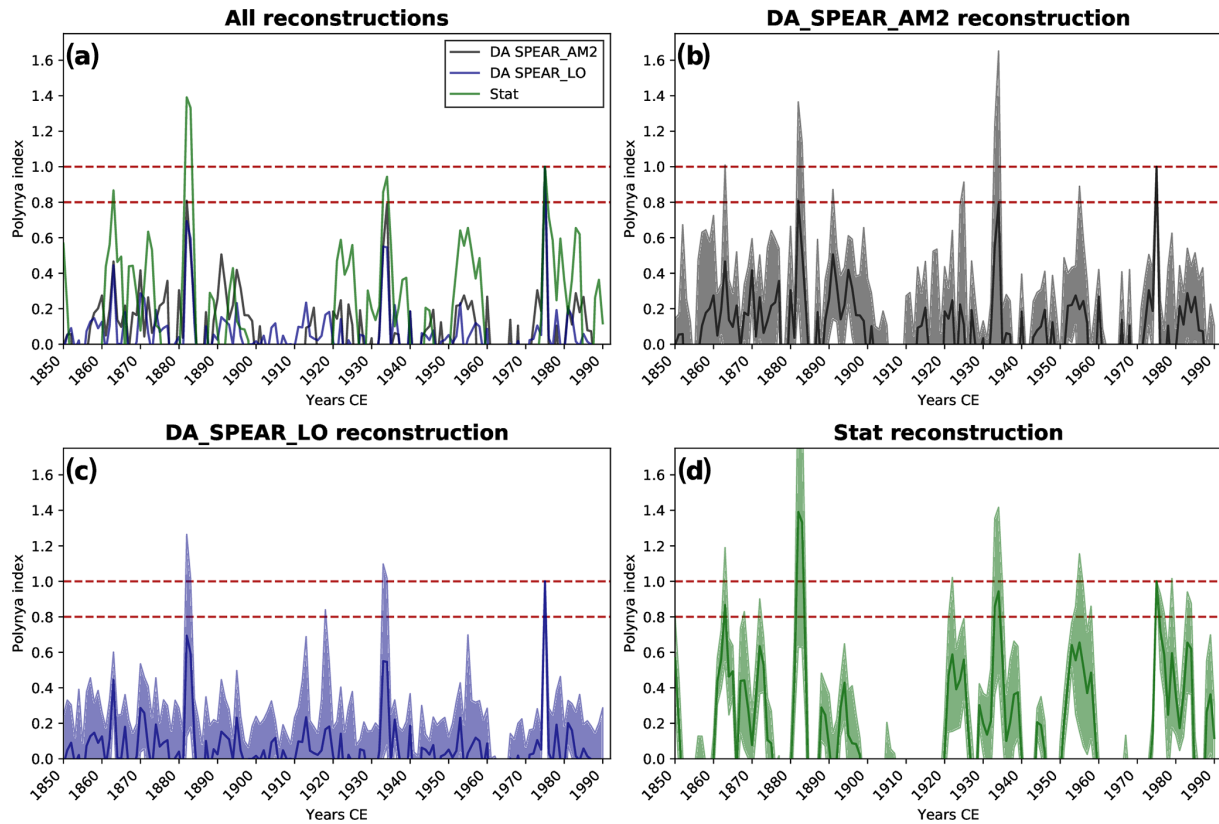 All reconstructions
(a)
DA SPEAR_AM2
DA SPEAR_LO
Stat
Polynya index
1.6
1.4
1.2
1.0
0.8
0.6
0.4
0.2
0.0
1850 1860 1870 1880 1890 1900 1910 1920 1930 1940 1950 1960 1970 1980 1990
Years CE
DA_SPEAR_AM2 reconstruction
(b)
Polynya index
1.6
1.4
1.2
1.0
0.8
0.6
0.4
0.2
0.0
1850 1860 1870 1880 1890 1900 1910 1920 1930 1940 1950 1960 1970 1980 1990
Years CE
DA_SPEAR_LO reconstruction
(c)
Polynya index
1.6
1.4
1.2
1.0
0.8
0.6
0.4
0.2
0.0
1850 1860 1870 1880 1890 1900 1910 1920 1930 1940 1950 1960 1970 1980 1990
Years CE
Stat reconstruction
(d)
Polynya index
1.6
1.4
1.2
1.0
0.8
0.6
0.4
0.2
0.0
1850 1860 1870 1880 1890 1900 1910 1920 1930 1940 1950 1960 1970 1980 1990
Years CE